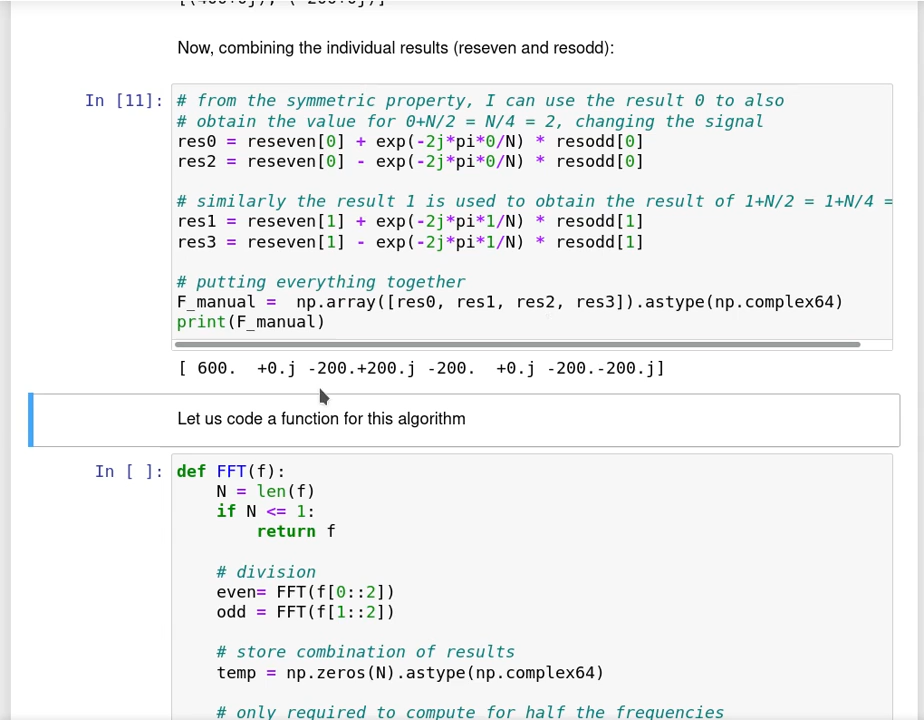 Now, combining the individual results (reseven and resodd):
In [11]:
# from the symmetric property, I can use the result 0 to also
# obtain the value for 0+N/2 = N/4 = 2, changing the signal
res0 = reseven[0] + exp(-2j*pi*0/N) * resodd[0]
res2 = reseven[0] - exp(-2j*pi*0/N) * resodd[0]
# similarly the result 1 is used to obtain the result of 1+N/2 = 1+N/4 =
res1 = reseven[1] + exp(-2j*pi*1/N) * resodd[1]
res3 = reseven[1] - exp(-2j*pi*1/N) * resodd[1]
# putting everything together
F_manual =  np.array([res0, res1, res2, res3]).astype(np.complex64)
print(F_manual)
[ 600.  +0.j -200.+200.j -200.  +0.j -200.-200.j]
Let us code a function for this algorithm
In [ ]:
def FFT(f):
    N = len(f)
    if N <= 1:
        return f
    # division
    even= FFT(f[0::2])
    odd = FFT(f[1::2])
    # store combination of results
    temp = np.zeros(N).astype(np.complex64)
    # only required to compute for half the frequencies